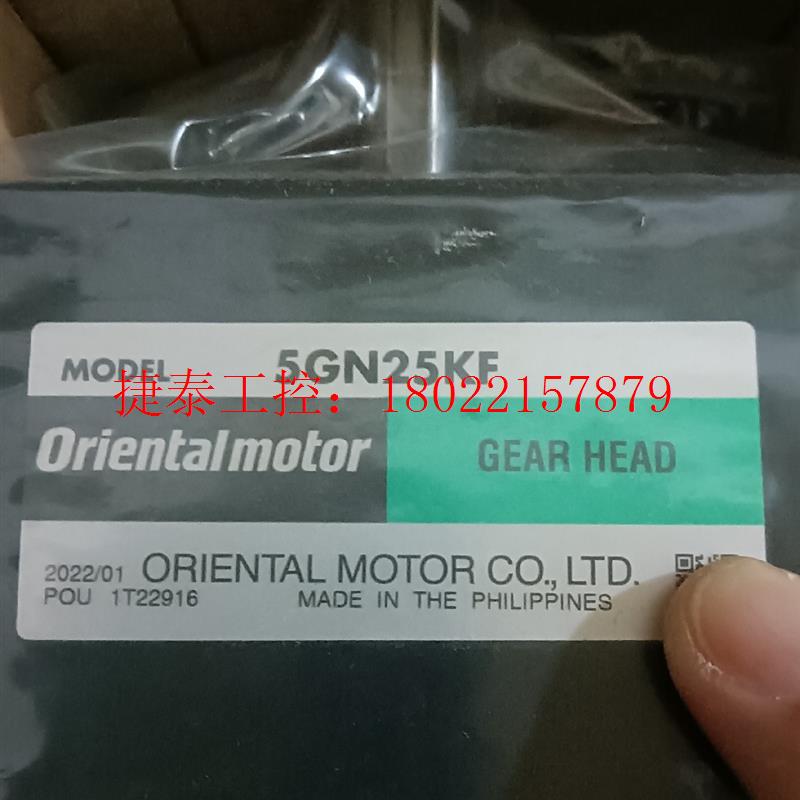 MODEL 5GN25KF
捷泰工控：18022157879
Orientalmotor GEAR HEAD
2022/01 ORIENTAL MOTOR CO., LTD.
POU 1T22916 MADE IN THE PHILIPPINES